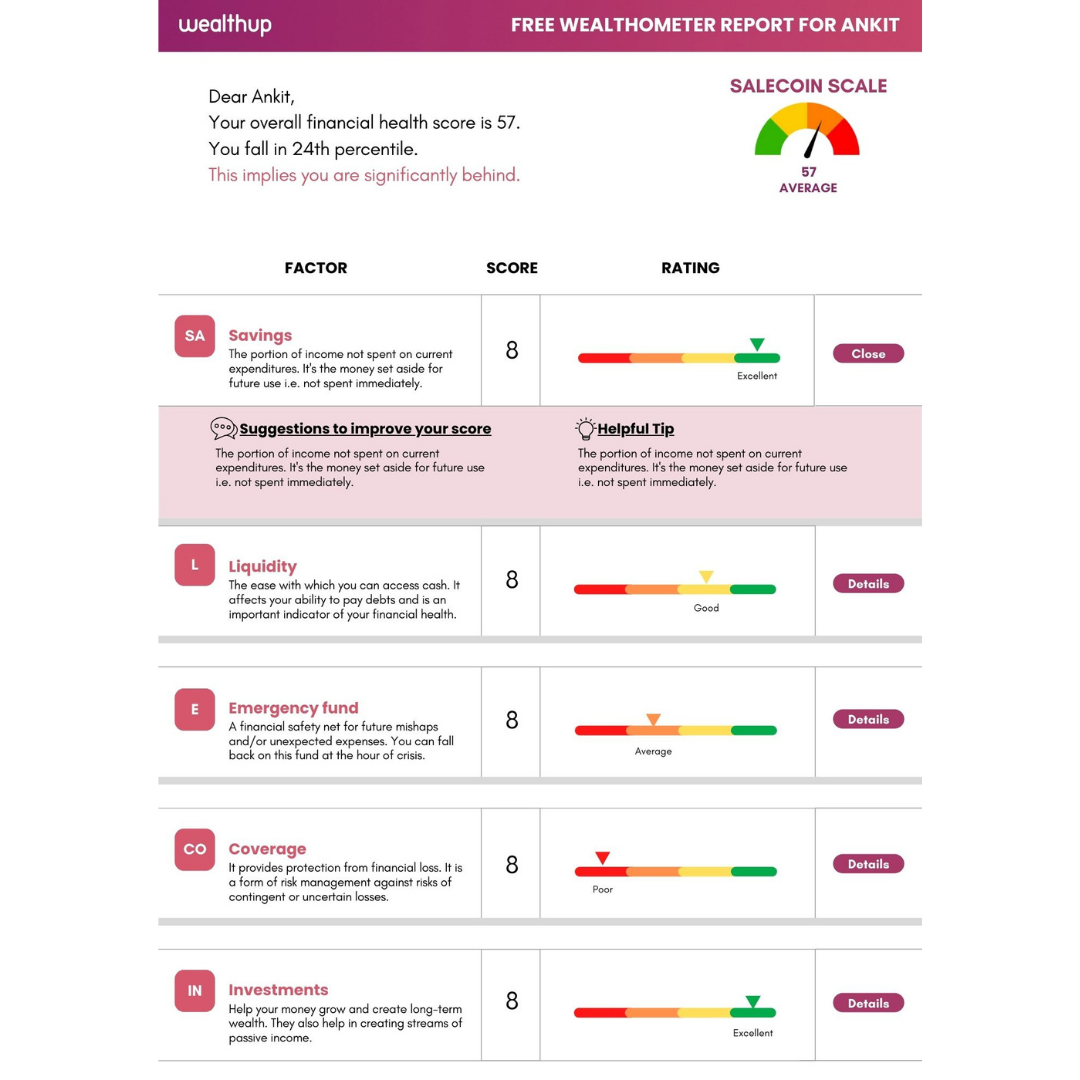 wealthup
FREE WEALTHOMETER REPORT FOR ANKIT
Dear Ankit,
Your overall financial health score is 57.
You fall in 24th percentile.
This implies you are significantly behind.
SALECOIN SCALE
57
AVERAGE
FACTOR
SCORE
RATING
SA
Savings
The portion of income not spent on current
expenditures. It's the money set aside for
future use i.e. not spent immediately.
8
Excellent
Close
Suggestions to improve your score
The portion of income not spent on current
expenditures. It's the money set aside for future use
i.e. not spent immediately.
Helpful Tip
The portion of income not spent on current
expenditures. It's the money set aside for future use
i.e. not spent immediately.
L
Liquidity
The ease with which you can access cash. It
affects your ability to pay debts and is an
important indicator of your financial health.
8
Good
Details
E
Emergency fund
A financial safety net for future mishaps
and/or unexpected expenses. You can fall
back on this fund at the hour of crisis.
8
Average
Details
CO
Coverage
It provides protection from financial loss. It is
a form of risk management against risks of
contingent or uncertain losses.
8
Poor
Details
IN
Investments
Help your money grow and create long-term
wealth. They also help in creating streams of
passive income.
8
Excellent
Details